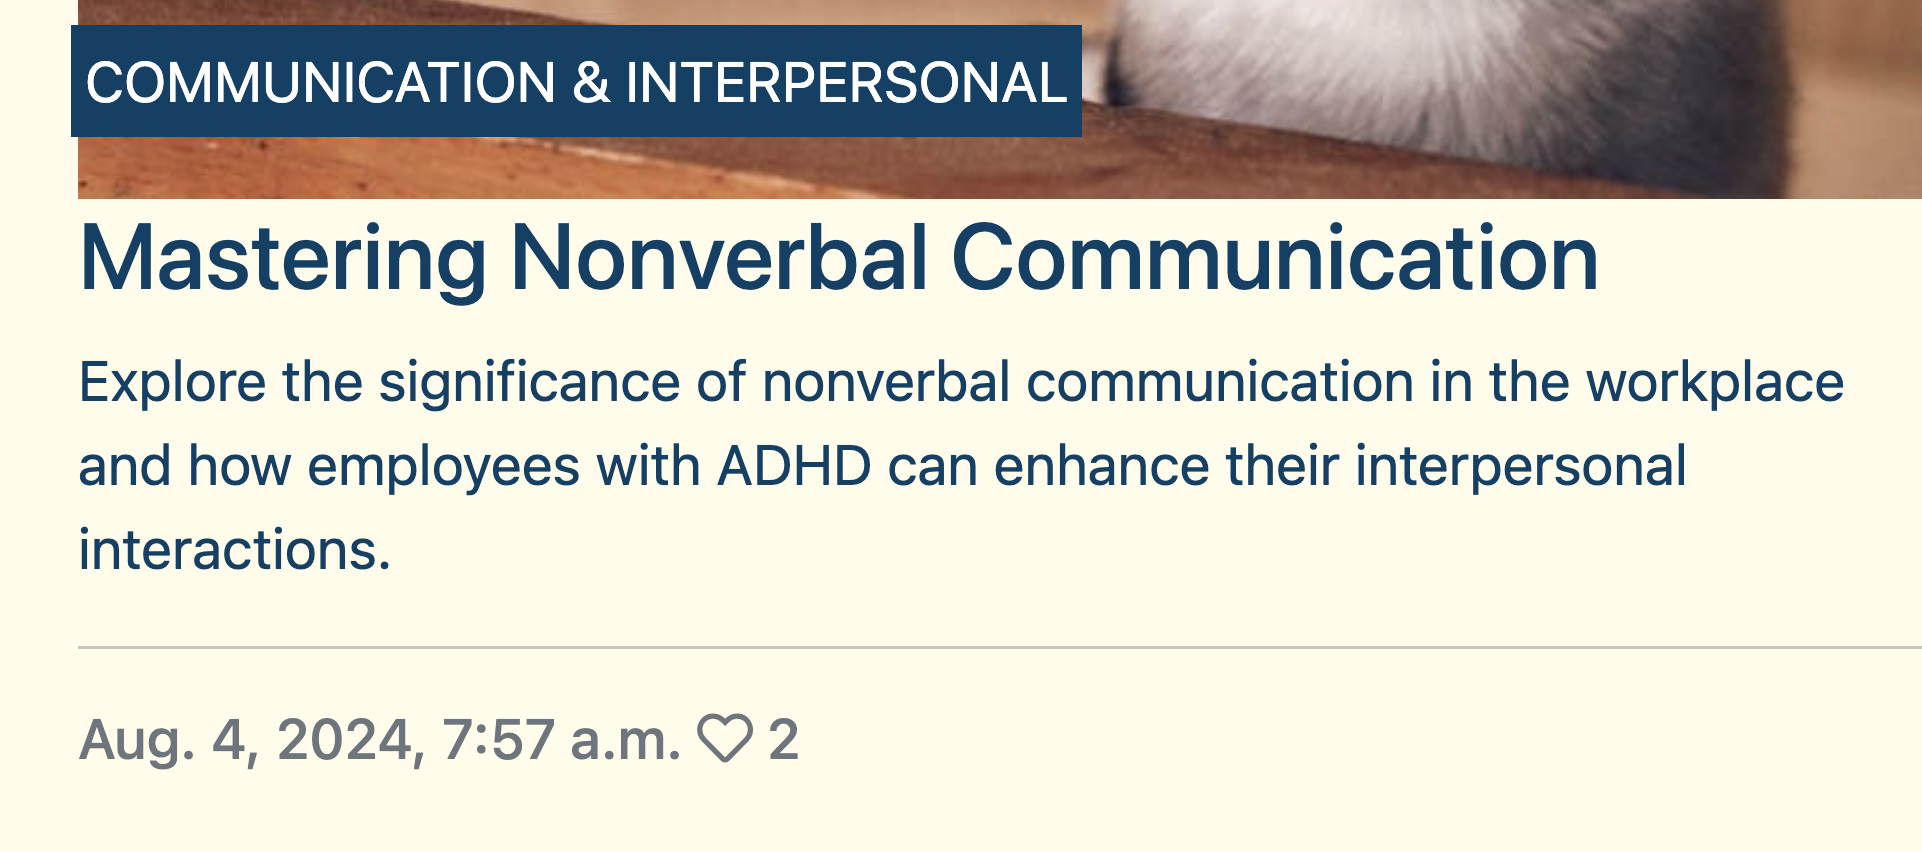 COMMUNICATION & INTERPERSONAL
Mastering Nonverbal Communication
Explore the significance of nonverbal communication in the workplace
and how employees with ADHD can enhance their interpersonal
interactions.
Aug. 4, 2024, 7:57 a.m. 2